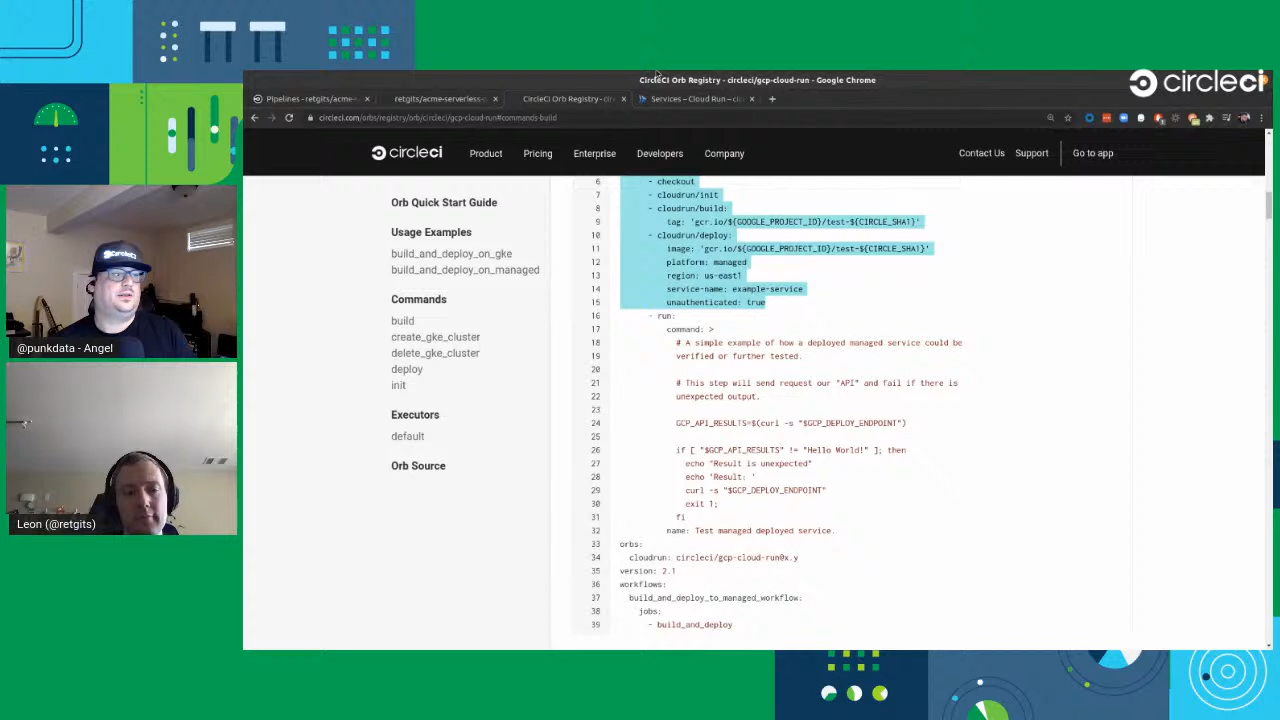 CircleCI Orb Registry - circleci/gcp-cloud-run - Google Chrome
circleci
Pipelines - retgits/acme-
retgits/acme-serverless-
CircleCI Orb Registry - circ
Services – Cloud Run – c
circleci.com/orbs/registry/orb/circleci/gcp-cloud-run#commands-build
circleci
Product
Pricing
Enterprise
Developers
Company
Contact Us
Support
Go to app
Orb Quick Start Guide
Usage Examples
build_and_deploy_on_gke
build_and_deploy_on_managed
Commands
build
create_gke_cluster
delete_gke_cluster
deploy
init
Executors
default
Orb Source
6 - checkout
7 - cloudrun/init
8 - cloudrun/build:
9 tag: 'gcr.io/${GOOGLE_PROJECT_ID}/test-${CIRCLE_SHA1}'
10 - cloudrun/deploy:
11 image: 'gcr.io/${GOOGLE_PROJECT_ID}/test-${CIRCLE_SHA1}'
12 platform: managed
13 region: us-east1
14 service-name: example-service
15 unauthenticated: true
16 - run:
17 command: >
18 # A simple example of how a deployed managed service could be
19 verified or further tested.
20
21 # This step will send request our "API" and fail if there is
22 unexpected output.
23
24 GCP_API_RESULTS=$(curl -s "$GCP_DEPLOY_ENDPOINT")
25
26 if [ "$GCP_API_RESULTS" != "Hello World!" ]; then
27 echo "Result is unexpected"
28 echo 'Result: '
29 curl -s "$GCP_DEPLOY_ENDPOINT"
30 exit 1;
31 fi
32 name: Test managed deployed service.
33 orbs:
34 cloudrun: circleci/gcp-cloud-run@x.y
35 version: 2.1
36 workflows:
37 build_and_deploy_to_managed_workflow:
38 jobs:
39 - build_and_deploy
@punkdata - Angel
Leon (@retgits)